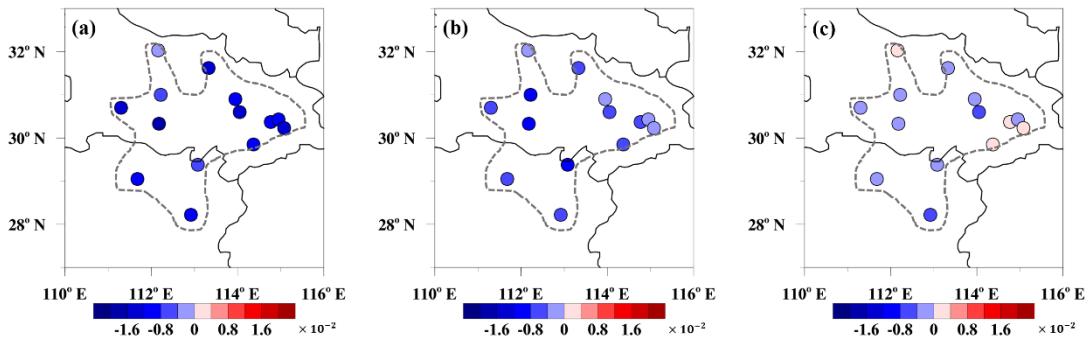 (a) (b) (c)
32° N 32° N 32° N
30° N 30° N 30° N
28° N 28° N 28° N
110° E 112° E 114° E 116° E 110° E 112° E 114° E 116° E 110° E 112° E 114° E 116° E
-1.6 -0.8 0 0.8 1.6 × 10⁻² -1.6 -0.8 0 0.8 1.6 × 10⁻² -1.6 -0.8 0 0.8 1.6 × 10⁻²